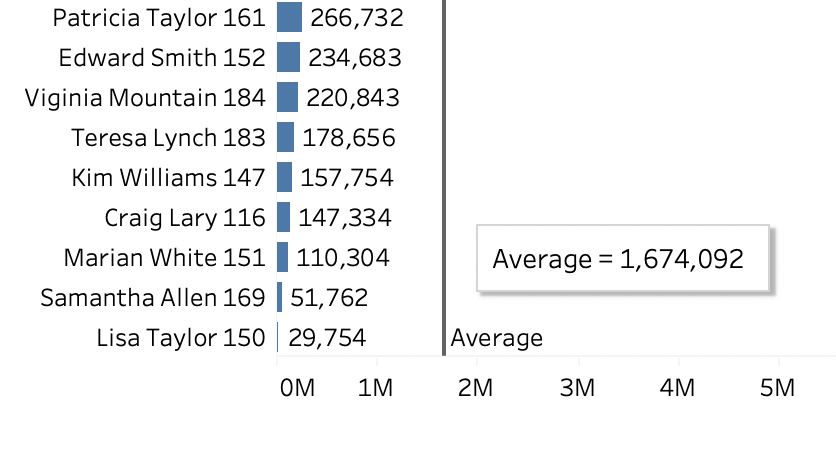 Patricia Taylor 161 266,732
Edward Smith 152 234,683
Viginia Mountain 184 220,843
Teresa Lynch 183 178,656
Kim Williams 147 157,754
Craig Lary 116 147,334
Marian White 151 110,304
Average = 1,674,092
Samantha Allen 169 51,762
Lisa Taylor 150 29,754 Average
0M 1M 2M 3M 4M 5M